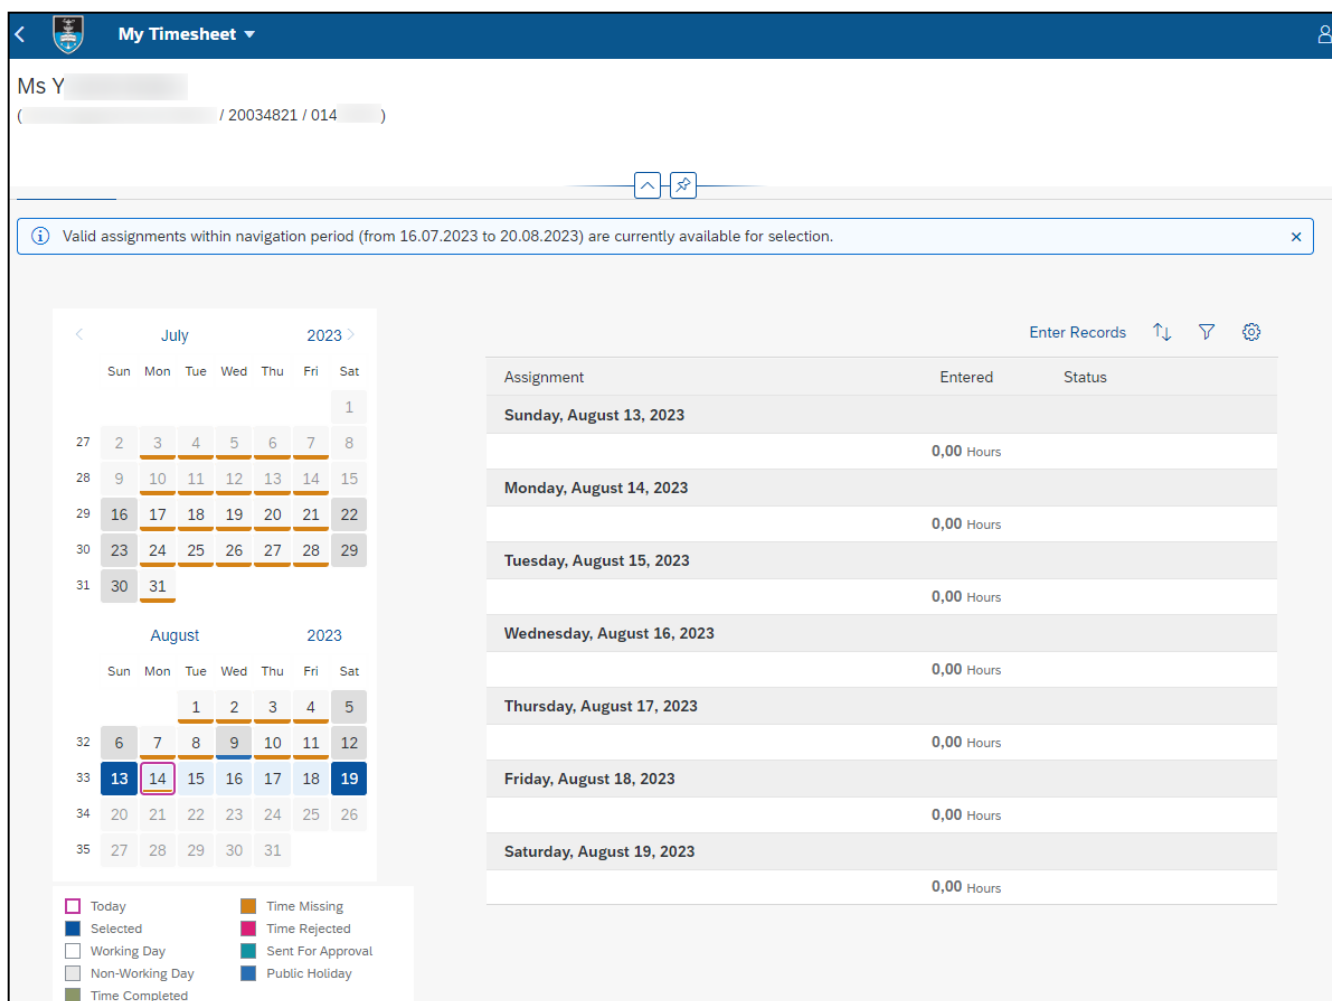 My Timesheet
Ms Y
( / 20034821 / 014 )
Valid assignments within navigation period (from 16.07.2023 to 20.08.2023) are currently available for selection.
July 2023
Sun Mon Tue Wed Thu Fri Sat
1
27 2 3 4 5 6 7 8
28 9 10 11 12 13 14 15
29 16 17 18 19 20 21 22
30 23 24 25 26 27 28 29
31 30 31
August 2023
Sun Mon Tue Wed Thu Fri Sat
1 2 3 4 5
32 6 7 8 9 10 11 12
33 13 14 15 16 17 18 19
34 20 21 22 23 24 25 26
35 27 28 29 30 31
Today
Selected
Working Day
Non-Working Day
Time Completed
Time Missing
Time Rejected
Sent For Approval
Public Holiday
Enter Records
Assignment Entered Status
Sunday, August 13, 2023
0,00 Hours
Monday, August 14, 2023
0,00 Hours
Tuesday, August 15, 2023
0,00 Hours
Wednesday, August 16, 2023
0,00 Hours
Thursday, August 17, 2023
0,00 Hours
Friday, August 18, 2023
0,00 Hours
Saturday, August 19, 2023
0,00 Hours